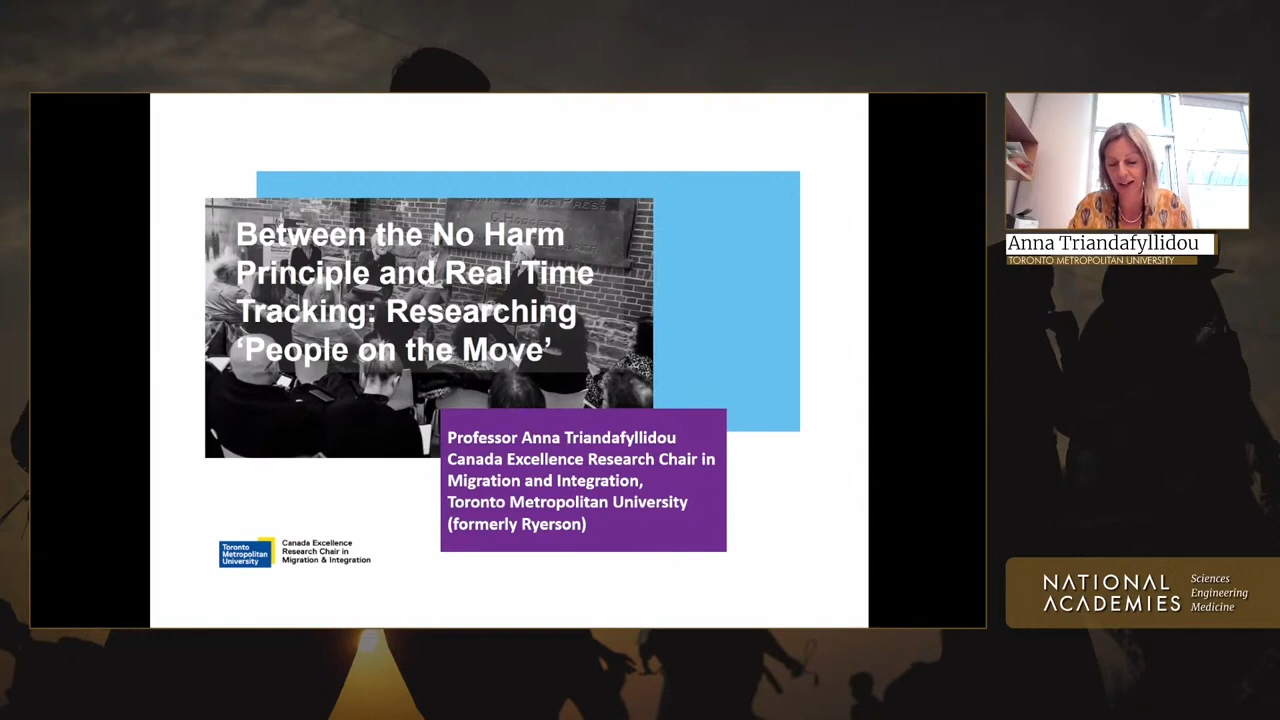 Between the No Harm
Principle and Real Time
Tracking: Researching
‘People on the Move’
Professor Anna Triandafyllidou
Canada Excellence Research Chair in
Migration and Integration,
Toronto Metropolitan University
(formerly Ryerson)
Toronto
Metropolitan
University
Canada Excellence
Research Chair in
Migration & Integration
Anna Triandafyllidou
TORONTO METROPOLITAN UNIVERSITY
NATIONAL
ACADEMIES
Sciences
Engineering
Medicine